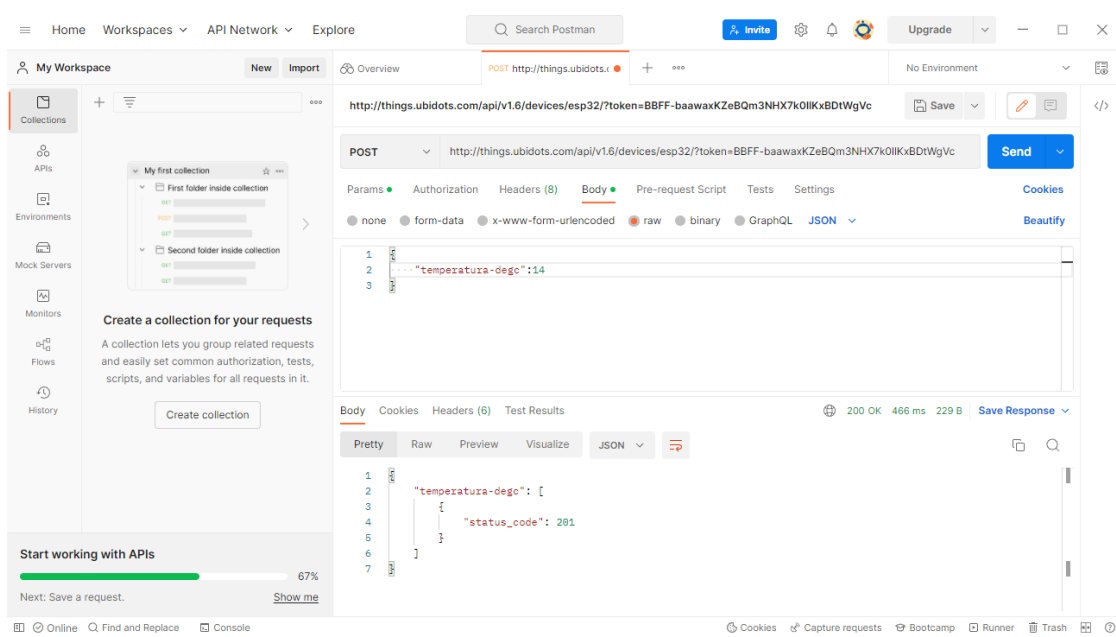 Home Workspaces API Network Explore Search Postman Invite Upgrade
My Workspace New Import Overview POST http://things.ubidots.( No Environment
Collections
APIs
Environments
Mock Servers
Monitors
Flows
History
My first collection
First folder inside collection
GET
POST
GET
Second folder inside collection
GET
GET
Create a collection for your requests
A collection lets you group related requests
and easily set common authorization, tests,
scripts, and variables for all requests in it.
Create collection
Start working with APIs
67%
Next: Save a request. Show me
http://things.ubidots.com/api/v1.6/devices/esp32/?token=BBFF-baawaxKZeBQm3NHX7k0IIKxBDtWgVc Save
POST http://things.ubidots.com/api/v1.6/devices/esp32/?token=BBFF-baawaxKZeBQm3NHX7k0IIKxBDtWgVc Send
Params Authorization Headers (8) Body Pre-request Script Tests Settings Cookies
none form-data x-www-form-urlencoded raw binary GraphQL JSON Beautify
1 {
2 ····"temperatura-degc":14
3 }
Body Cookies Headers (6) Test Results 200 OK 466 ms 229 B Save Response
Pretty Raw Preview Visualize JSON
1 {
2 "temperatura-degc": [
3 {
4 "status_code": 201
5 }
6 ]
7 }
Online Find and Replace Console Cookies Capture requests Bootcamp Runner Trash